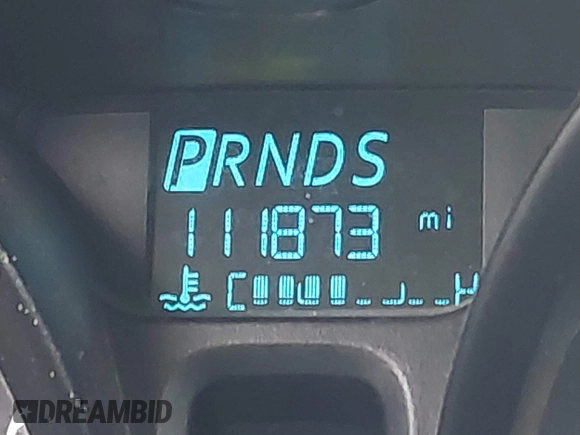 PRNDS
111873 mi
C H
DREAMBID